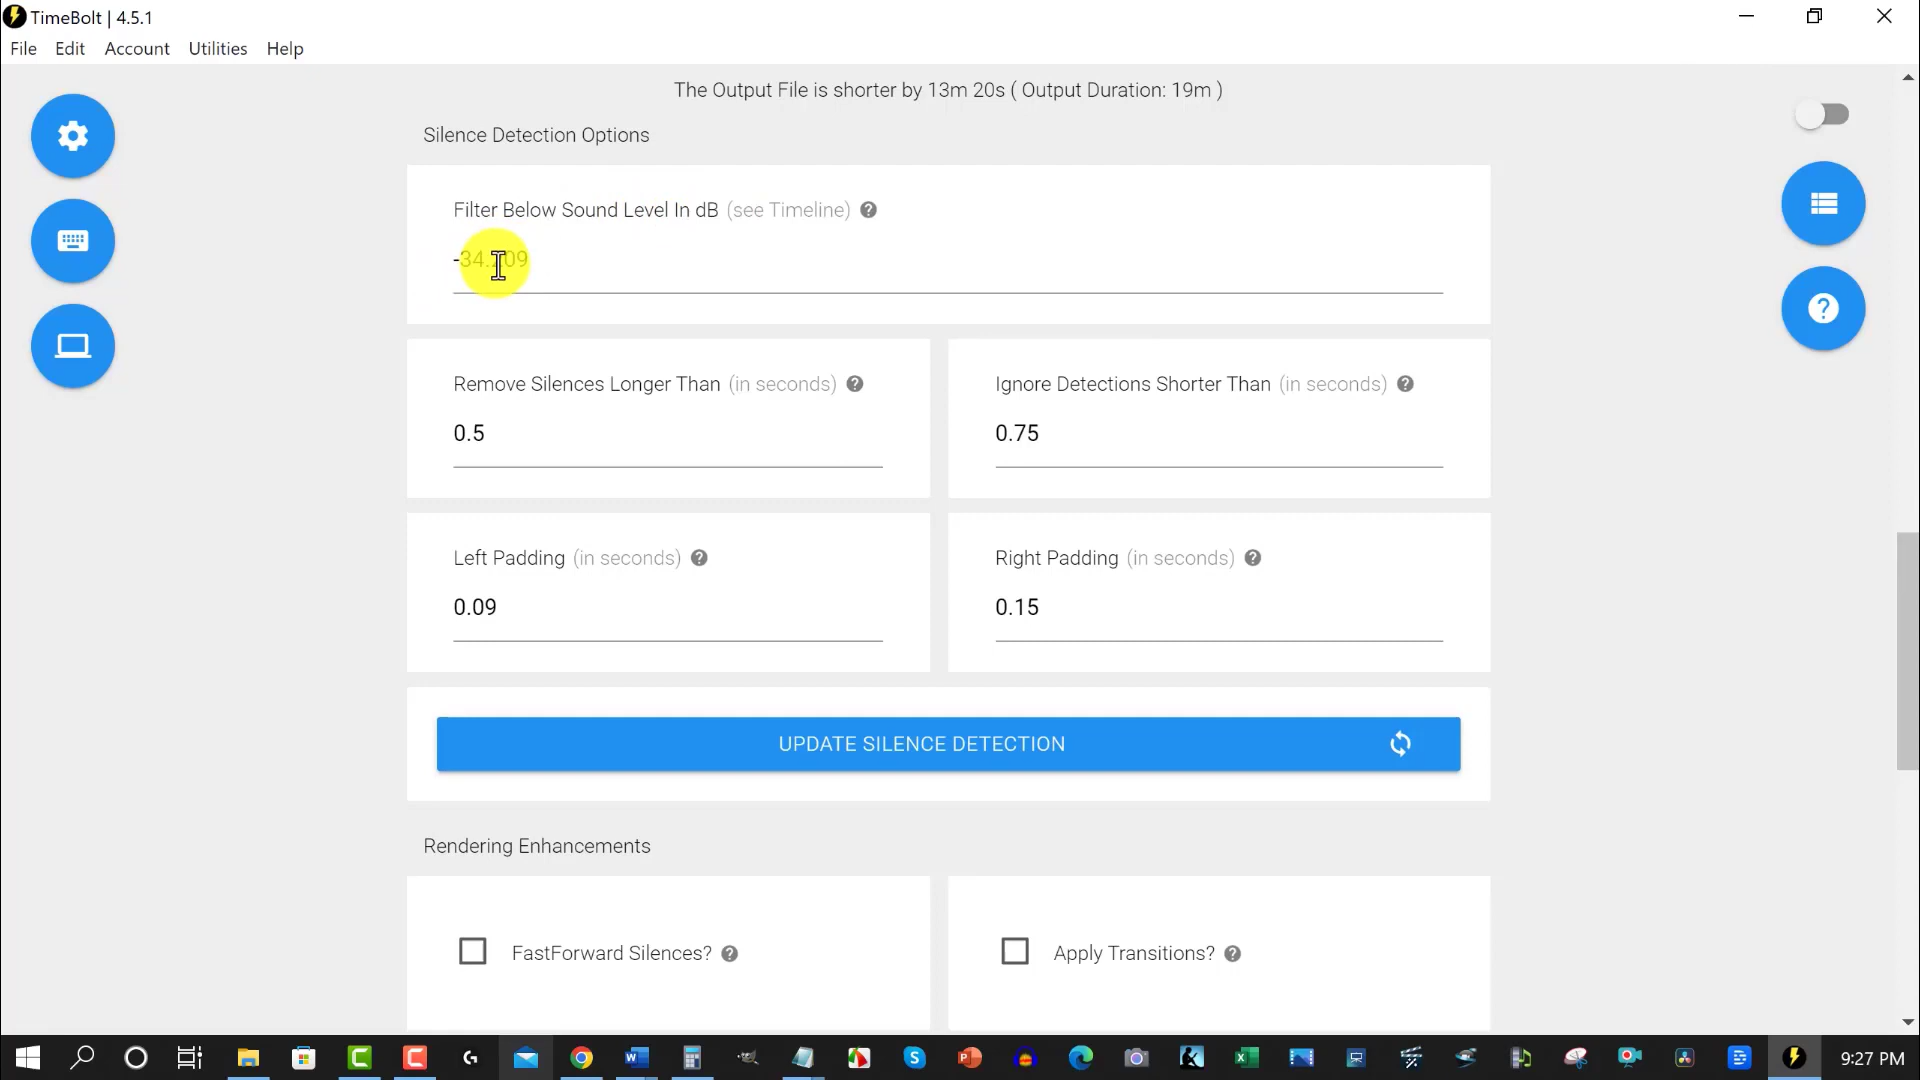 TimeBolt | 4.5.1
File Edit Account Utilities Help
The Output File is shorter by 13m 20s ( Output Duration: 19m )
Silence Detection Options
Filter Below Sound Level In dB (see Timeline)
-34.209
Remove Silences Longer Than (in seconds)
0.5
Ignore Detections Shorter Than (in seconds)
0.75
Left Padding (in seconds)
0.09
Right Padding (in seconds)
0.15
UPDATE SILENCE DETECTION
Rendering Enhancements
FastForward Silences?
Apply Transitions?
9:27 PM